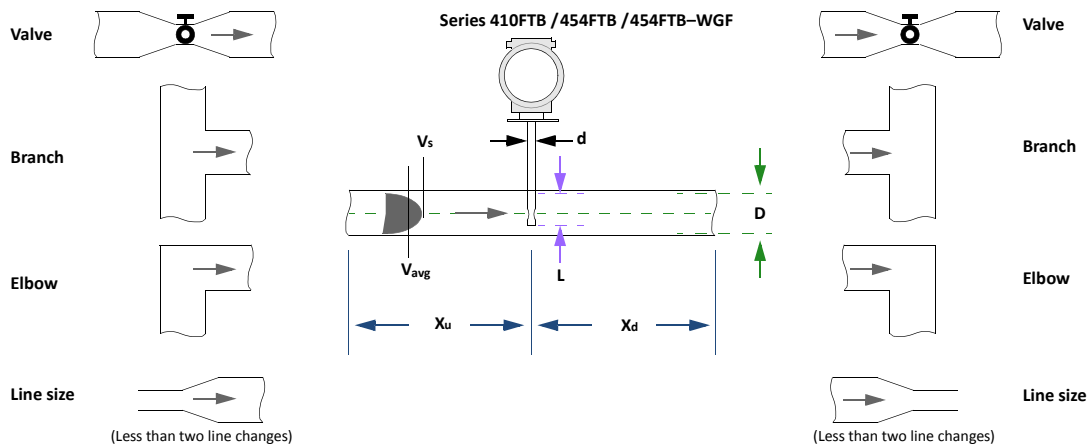 Series 410FTB /454FTB /454FTB–WGF
Valve
Branch
Elbow
Line size
(Less than two line changes)
Vs
Vavg
d
L
D
Xu
Xd
Valve
Branch
Elbow
Line size
(Less than two line changes)